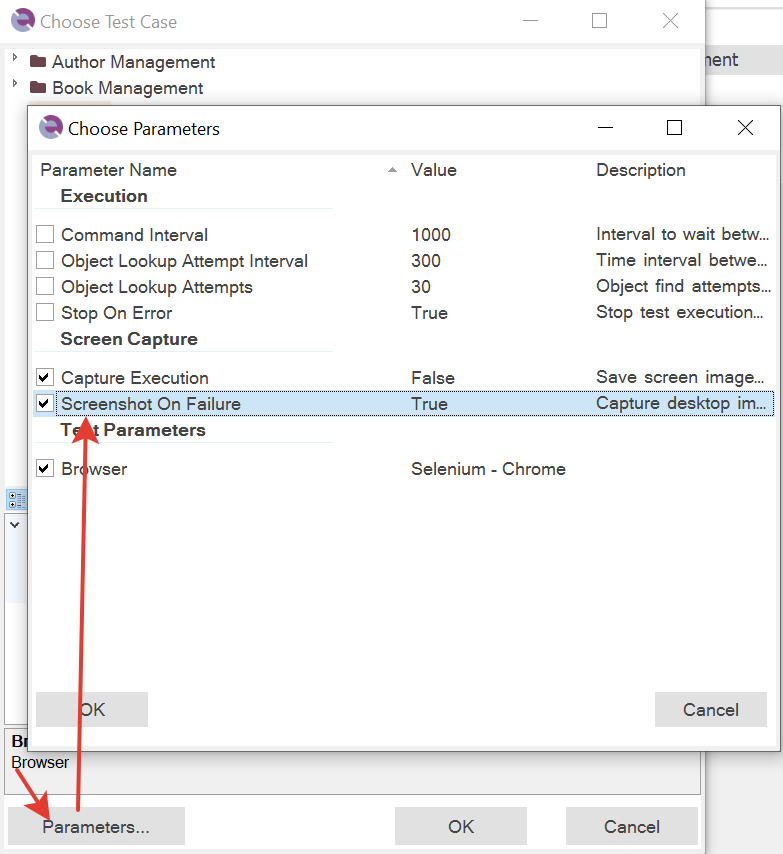 Choose Test Case
Author Management
Book Management
Choose Parameters
Parameter Name Value Description
Execution
Command Interval 1000 Interval to wait betw...
Object Lookup Attempt Interval 300 Time interval betwe...
Object Lookup Attempts 30 Object find attempts...
Stop On Error True Stop test execution...
Screen Capture
Capture Execution False Save screen image...
Screenshot On Failure True Capture desktop im...
Test Parameters
Browser Selenium - Chrome
OK Cancel
Browser
Parameters... OK Cancel